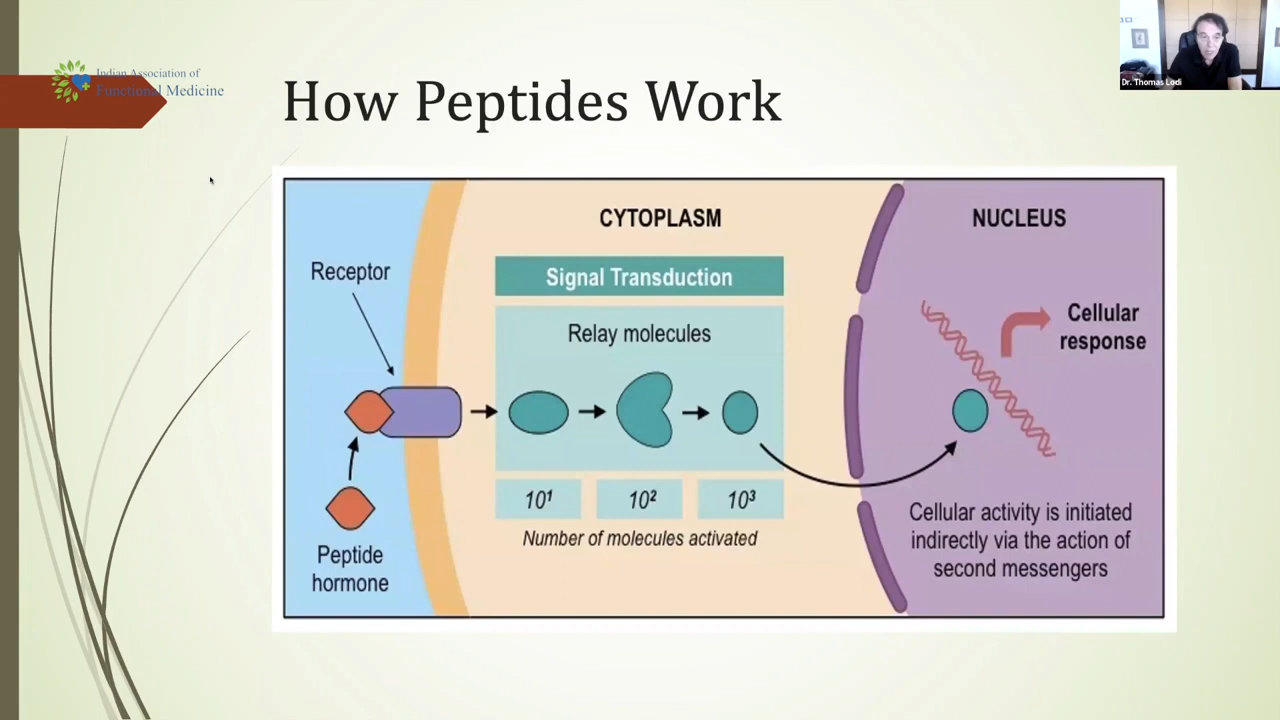 Indian Association of
Functional Medicine
How Peptides Work
Dr. Thomas Lodi
CYTOPLASM
NUCLEUS
Receptor
Signal Transduction
Relay molecules
Cellular
response
10¹
10²
10³
Number of molecules activated
Peptide
hormone
Cellular activity is initiated
indirectly via the action of
second messengers